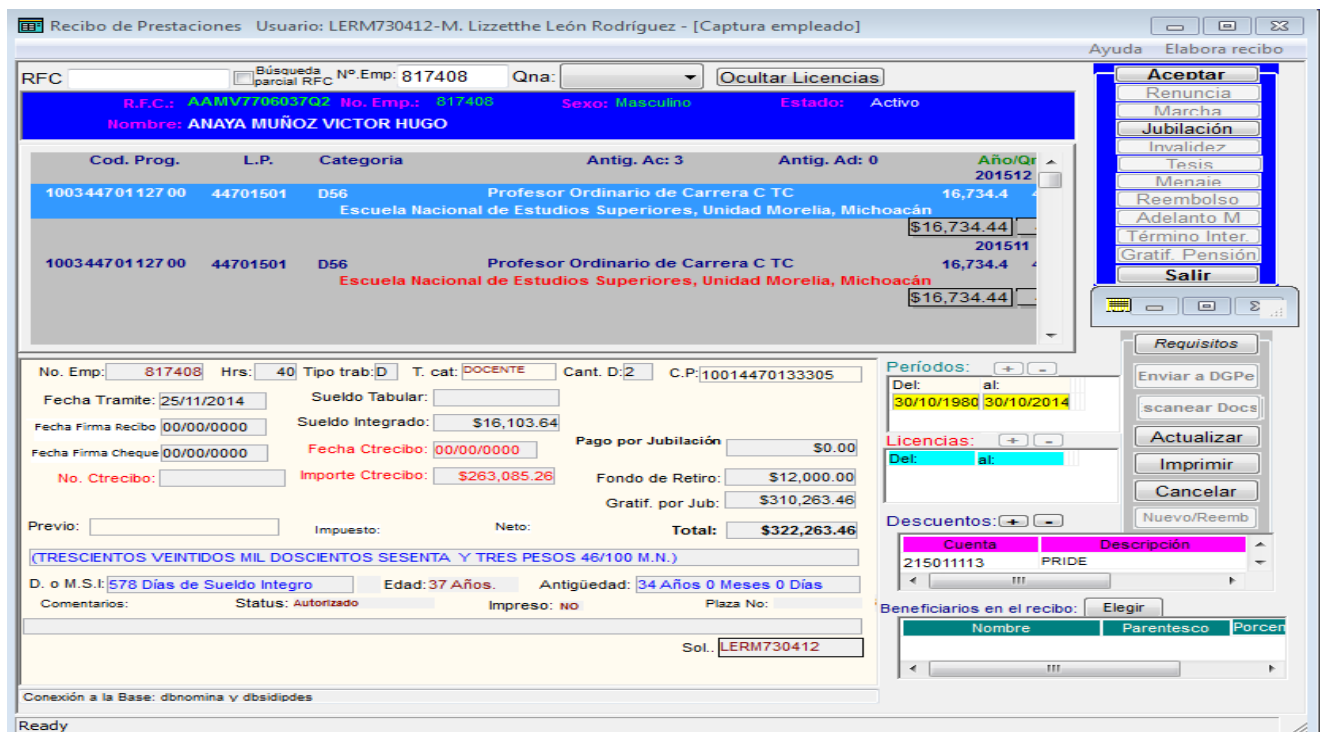 Recibo de Prestaciones Usuario: LERM730412-M. Lizzetthe León Rodríguez - [Captura empleado]
Ayuda Elabora recibo
RFC Búsqueda parcial RFC Nº.Emp: 817408 Qna: Ocultar Licencias
R.F.C.: AAMV7706037Q2 No. Emp.: 817408 Sexo: Masculino Estado: Activo
Nombre: ANAYA MUÑOZ VICTOR HUGO
Cod. Prog. L.P. Categoria Antig. Ac: 3 Antig. Ad: 0 Año/Qr
201512
100344701127 00 44701501 D56 Profesor Ordinario de Carrera C TC 16,734.4
Escuela Nacional de Estudios Superiores, Unidad Morelia, Michoacán
$16,734.44
201511
100344701127 00 44701501 D56 Profesor Ordinario de Carrera C TC 16,734.4
Escuela Nacional de Estudios Superiores, Unidad Morelia, Michoacán
$16,734.44
Aceptar
Renuncia
Marcha
Jubilación
Invalidez
Tesis
Menaje
Reembolso
Adelanto M
Término Inter.
Gratif. Pensión
Salir
No. Emp: 817408 Hrs: 40 Tipo trab: D T. cat: DOCENTE Cant. D: 2 C.P: 10014470133305
Fecha Tramite: 25/11/2014 Sueldo Tabular:
Fecha Firma Recibo 00/00/0000 Sueldo Integrado: $16,103.64
Fecha Firma Cheque 00/00/0000 Fecha Ctrecibo: 00/00/0000 Pago por Jubilación $0.00
No. Ctrecibo: Importe Ctrecibo: $263,085.26 Fondo de Retiro: $12,000.00
Gratif. por Jub: $310,263.46
Previo: Impuesto: Neto: Total: $322,263.46
(TRESCIENTOS VEINTIDOS MIL DOSCIENTOS SESENTA Y TRES PESOS 46/100 M.N.)
D. o M.S.I: 578 Días de Sueldo Integro Edad: 37 Años. Antigüedad: 34 Años 0 Meses 0 Días
Comentarios: Status: Autorizado Impreso: NO Plaza No:
Sol.. LERM730412
Conexión a la Base: dbnomina y dbsidipdes
Ready
Períodos: + -
Del: al:
30/10/1980 30/10/2014
Licencias: + -
Del: al:
Descuentos: + -
Cuenta Descripción
215011113 PRIDE
Beneficiarios en el recibo: Elegir
Nombre Parentesco Porcen
Requisitos
Enviar a DGPe
scanear Docs
Actualizar
Imprimir
Cancelar
Nuevo/Reemb